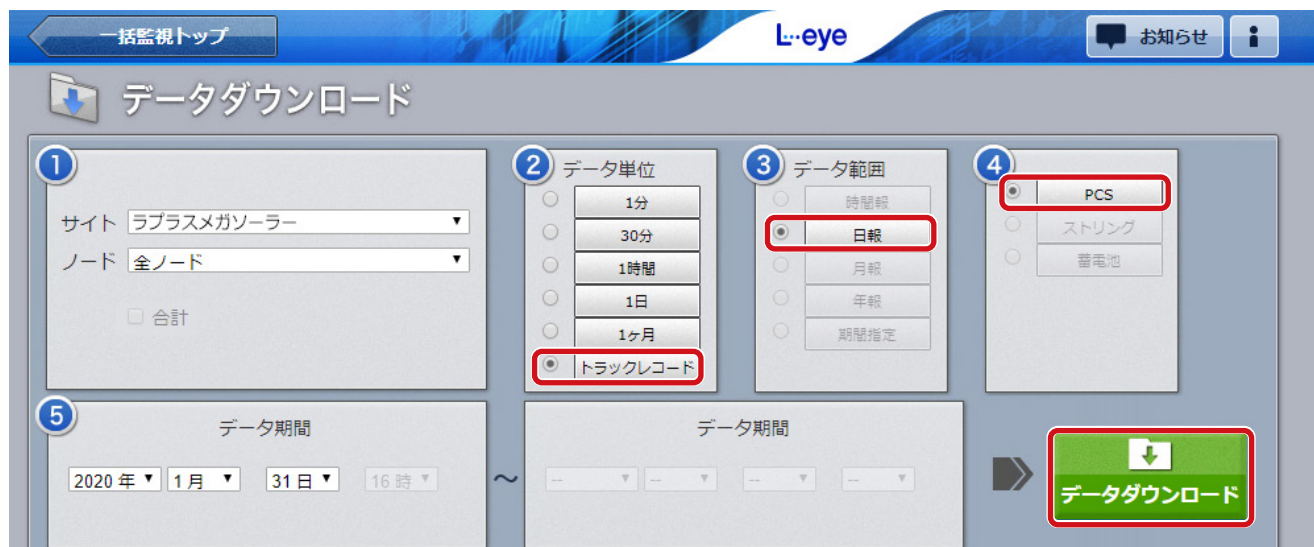 一括監視トップ
L・eye
お知らせ
i
データダウンロード
1
サイト ラプラスメガソーラー
ノード 全ノード
合計
2 データ単位
1分
30分
1時間
1日
1ヶ月
トラックレコード
3 データ範囲
時間報
日報
月報
年報
期間指定
4
PCS
ストリング
蓄電池
5
データ期間
2020 年 1 月 31 日 16 時
～
データ期間
-- -- -- --
データダウンロード